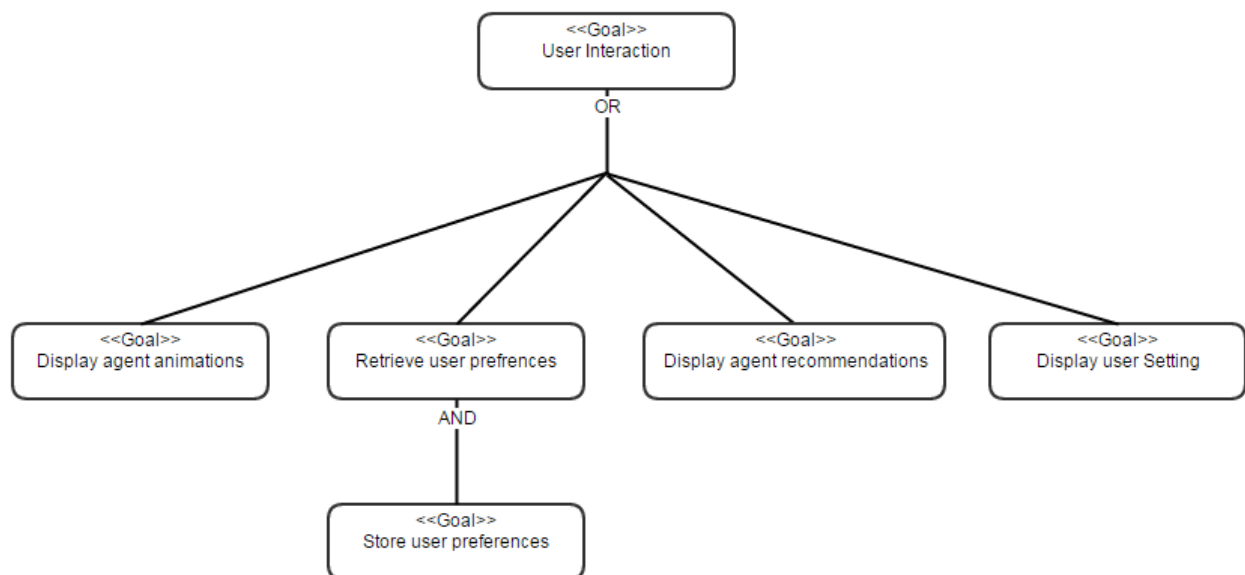 <<Goal>>
User Interaction
OR
<<Goal>>
Display agent animations
<<Goal>>
Retrieve user prefrences
<<Goal>>
Display agent recommendations
<<Goal>>
Display user Setting
AND
<<Goal>>
Store user preferences